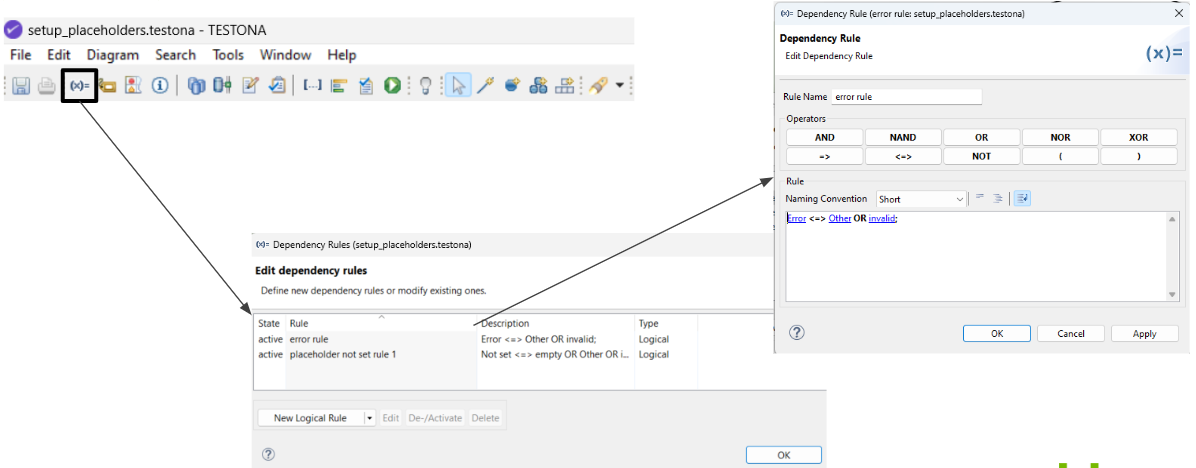 setup_placeholders.testona - TESTONA
File Edit Diagram Search Tools Window Help
(x)=
(x)= Dependency Rules (setup_placeholders.testona)
Edit dependency rules
Define new dependency rules or modify existing ones.
State Rule Description Type
active error rule Error <=> Other OR invalid; Logical
active placeholder not set rule 1 Not set <=> empty OR Other OR i... Logical
New Logical Rule Edit De-/Activate Delete
OK
(x)= Dependency Rule (error rule: setup_placeholders.testona)
Dependency Rule
Edit Dependency Rule
(x)=
Rule Name error rule
Operators
AND NAND OR NOR XOR
=> <=> NOT ( )
Rule
Naming Convention Short
Error <=> Other OR invalid;
OK Cancel Apply